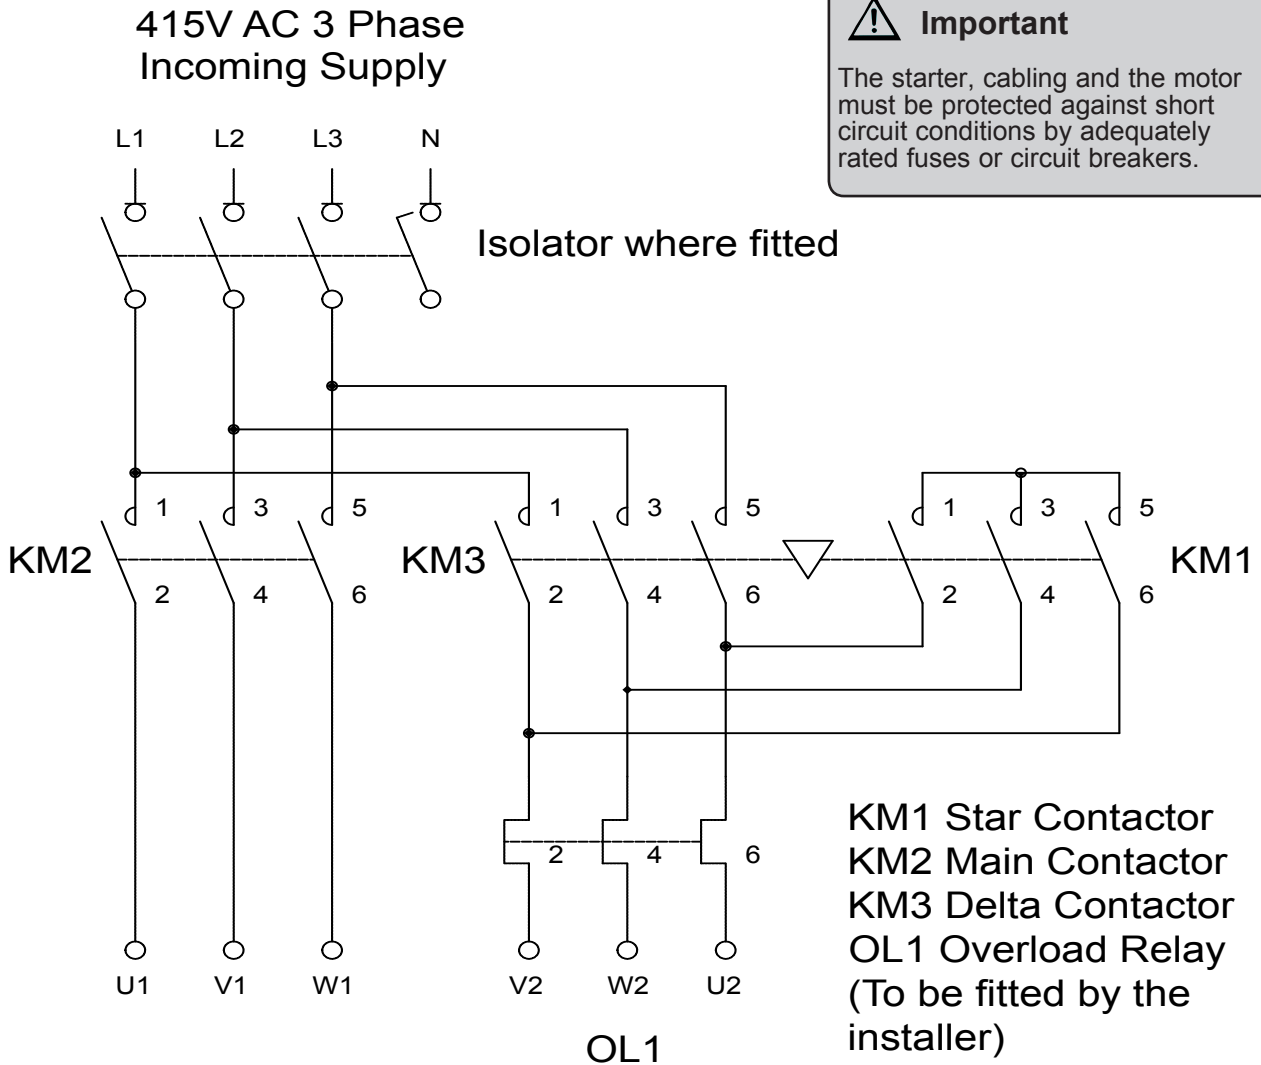 415V AC 3 Phase
Incoming Supply
Important
The starter, cabling and the motor
must be protected against short
circuit conditions by adequately
rated fuses or circuit breakers.
L1 L2 L3 N
Isolator where fitted
1 3 5 1 3 5 1 3 5
KM2 KM3 KM1
2 4 6 2 4 6 2 4 6
2 4 6
U1 V1 W1 V2 W2 U2
OL1
KM1 Star Contactor
KM2 Main Contactor
KM3 Delta Contactor
OL1 Overload Relay
(To be fitted by the
installer)